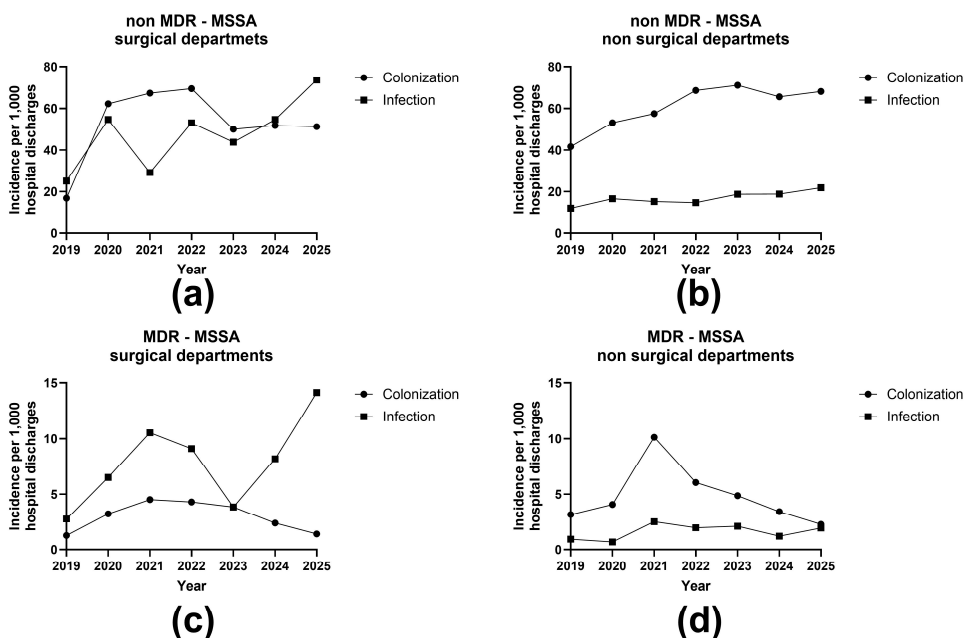 non MDR - MSSA
surgical departmets
Incidence per 1,000
hospital discharges
80
60
40
20
0
2019 2020 2021 2022 2023 2024 2025
Year
Colonization
Infection
(a)
non MDR - MSSA
non surgical departmets
Incidence per 1,000
hospital discharges
80
60
40
20
0
2019 2020 2021 2022 2023 2024 2025
Year
Colonization
Infection
(b)
MDR - MSSA
surgical departments
Incidence per 1,000
hospital discharges
15
10
5
0
2019 2020 2021 2022 2023 2024 2025
Year
Colonization
Infection
(c)
MDR - MSSA
non surgical departments
Incidence per 1,000
hospital discharges
15
10
5
0
2019 2020 2021 2022 2023 2024 2025
Year
Colonization
Infection
(d)